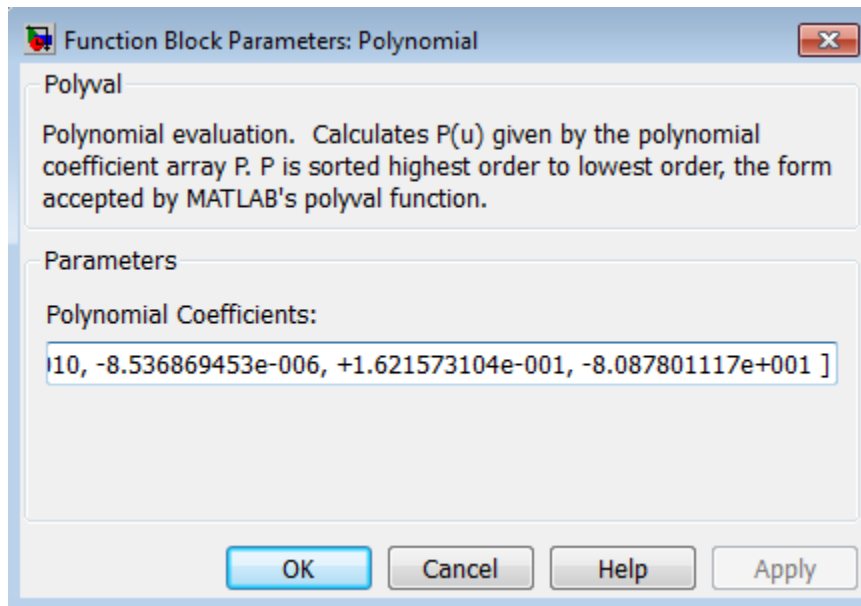 Function Block Parameters: Polynomial
Polyval
Polynomial evaluation. Calculates P(u) given by the polynomial
coefficient array P. P is sorted highest order to lowest order, the form
accepted by MATLAB's polyval function.
Parameters
Polynomial Coefficients:
10, -8.536869453e-006, +1.621573104e-001, -8.087801117e+001 ]
OK Cancel Help Apply